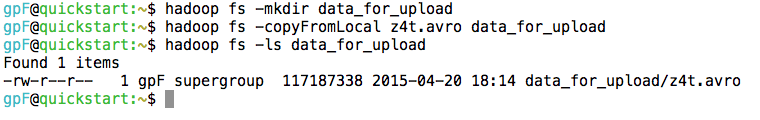 gpF@quickstart:~$ hadoop fs -mkdir data_for_upload
gpF@quickstart:~$ hadoop fs -copyFromLocal z4t.avro data_for_upload
gpF@quickstart:~$ hadoop fs -ls data_for_upload
Found 1 items
-rw-r--r--   1 gpF supergroup  117187338 2015-04-20 18:14 data_for_upload/z4t.avro
gpF@quickstart:~$